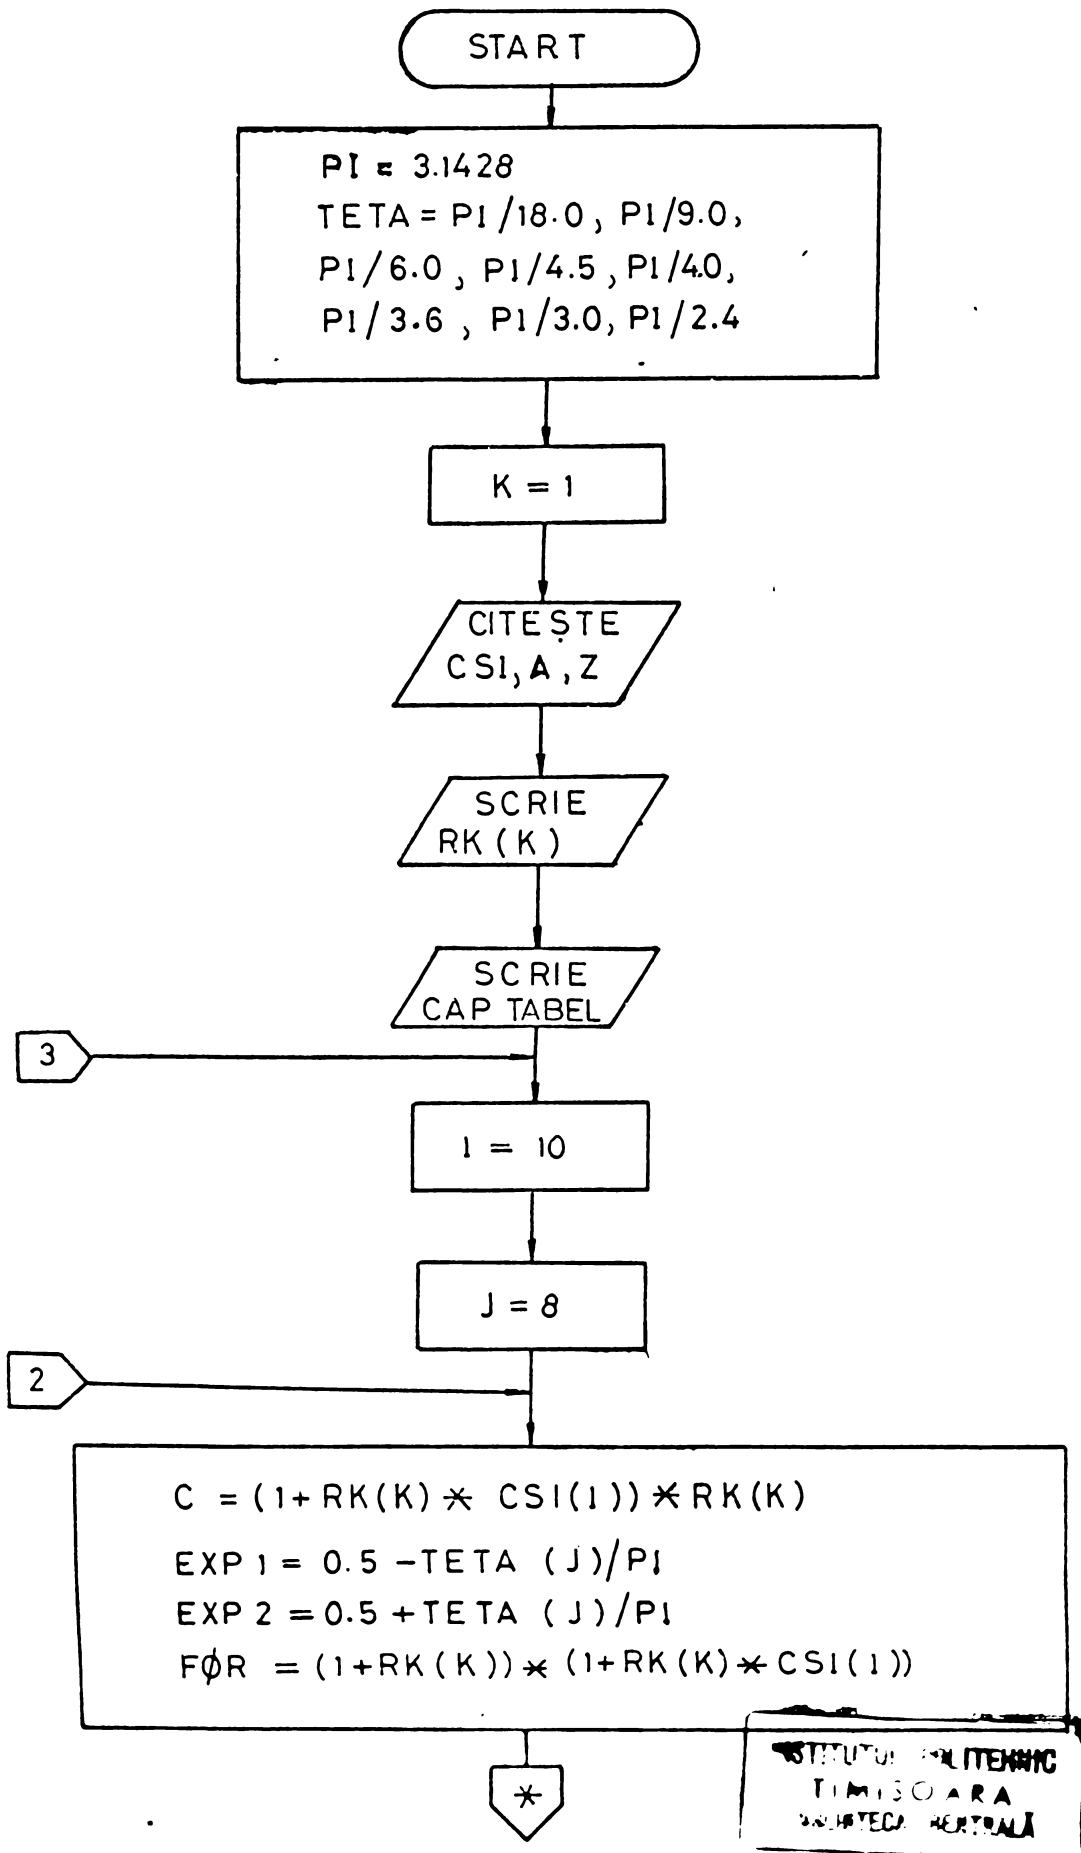 START
PI = 3.1428
TETA = PI/18.0, PI/9.0,
PI/6.0, PI/4.5, PI/4.0,
PI/3.6, PI/3.0, PI/2.4
K = 1
CITEȘTE
CSI, A, Z
SCRIE
RK(K)
SCRIE
CAP TABEL
3
I = 10
J = 8
2
C = (1+RK(K) * CSI(I)) * RK(K)
EXP 1 = 0.5 - TETA (J)/PI
EXP 2 = 0.5 + TETA (J)/PI
FØR = (1+RK(K)) * (1+RK(K) * CSI(I))
*
POLITEHNIC
TIMISOARA